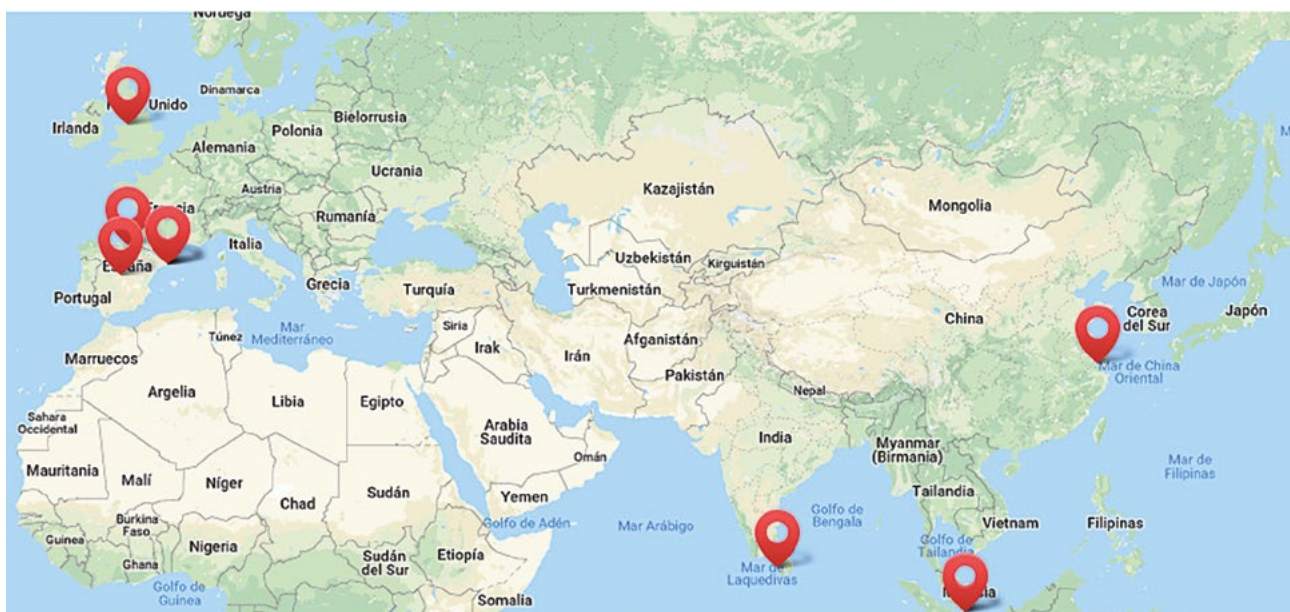 Noruega
Dinamarca
Unido
Irlanda
Polonia
Bielorrusia
Alemania
Ucrania
Austria
Kazajistán
Mongolia
Rumanía
Italia
Uzbekistán
Kirguistán
España
Grecia
Turquía
Turkmenistán
Mar de Japón
Portugal
China
Corea
del Sur
Japón
Mar
Mediterráneo
Túnez
Siria
Afganistán
Irak
Irán
Marruecos
Mar de China
Oriental
Pakistán
Argelia
Libia
Egipto
Nepal
Sahara
Occidental
Arabia
Saudita
India
Myanmar
(Birmania)
Omán
Mar de
Filipinas
Mauritania
Malí
Níger
Chad
Sudán
Yemen
Tailandia
Golfo de
Bengala
Burkina
Faso
Golfo de Adén
Mar Arábigo
Vietnam
Filipinas
Guinea
Nigeria
Ghana
Sudán
del Sur
Etiopía
Golfo de
Tailandia
Mar de
Laquedivas
Golfo de
Guinea
Somalia